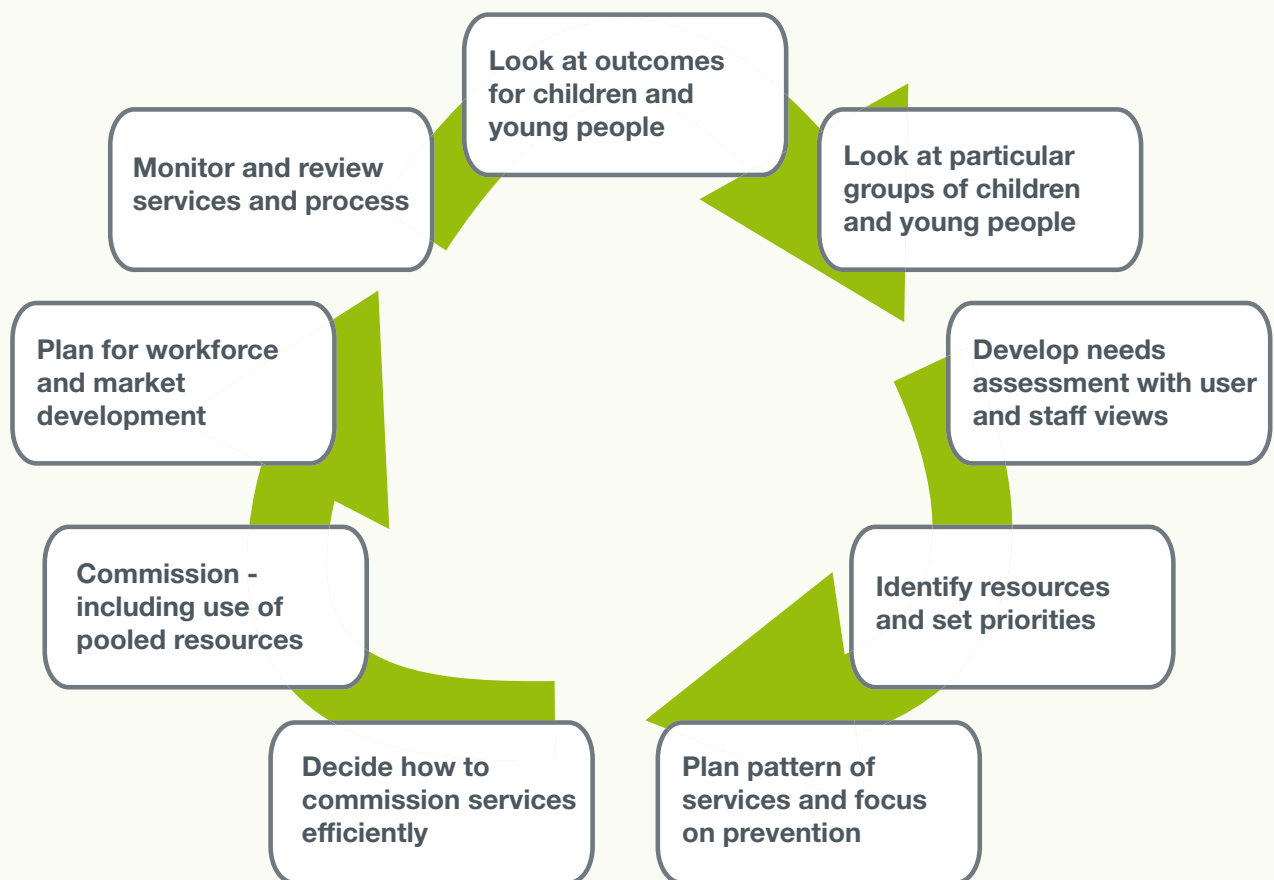 Look at outcomes
for children and
young people
Look at particular
groups of children
and young people
Develop needs
assessment with user
and staff views
Identify resources
and set priorities
Plan pattern of
services and focus
on prevention
Decide how to
commission services
efficiently
Commission -
including use of
pooled resources
Plan for workforce
and market
development
Monitor and review
services and process